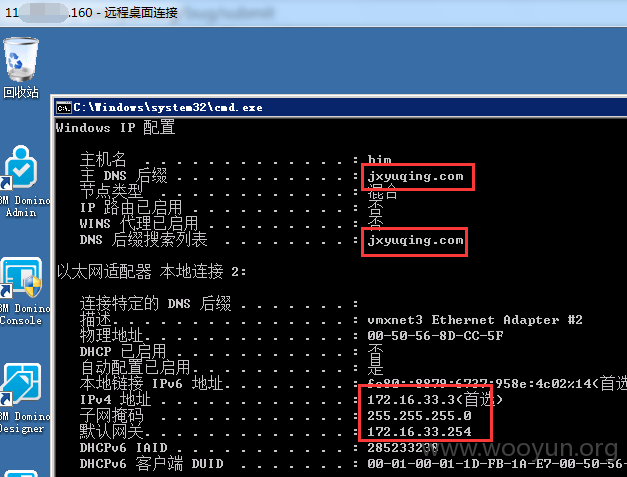 11 .160 - 远程桌面连接
回收站
C:\Windows\system32\cmd.exe
Windows IP 配置
主机名 . . . . . . . . . . . . . : bim
主 DNS 后缀 . . . . . . . . . . . : jxyuqing.com
节点类型 . . . . . . . . . . . . : 混合
IP 路由已启用 . . . . . . . . . . : 否
WINS 代理已启用 . . . . . . . . . : 否
DNS 后缀搜索列表 . . . . . . . . : jxyuqing.com
以太网适配器 本地连接 2:
连接特定的 DNS 后缀 . . . . . . . :
描述. . . . . . . . . . . . . . . : vmxnet3 Ethernet Adapter #2
物理地址. . . . . . . . . . . . . : 00-50-56-8D-CC-5F
DHCP 已启用 . . . . . . . . . . . : 否
自动配置已启用. . . . . . . . . . : 是
本地链接 IPv6 地址. . . . . . . . : fe80::8879:6737:958e:4c02%14(首选
IPv4 地址 . . . . . . . . . . . . : 172.16.33.3(首选)
子网掩码 . . . . . . . . . . . . : 255.255.255.0
默认网关. . . . . . . . . . . . . : 172.16.33.254
DHCPv6 IAID . . . . . . . . . . . : 285233238
DHCPv6 客户端 DUID . . . . . . . : 00-01-00-01-1D-FB-1A-E7-00-50-56
BM Domino
Admin
BM Domino
Console
BM Domino
Designer
www.wooyun.org